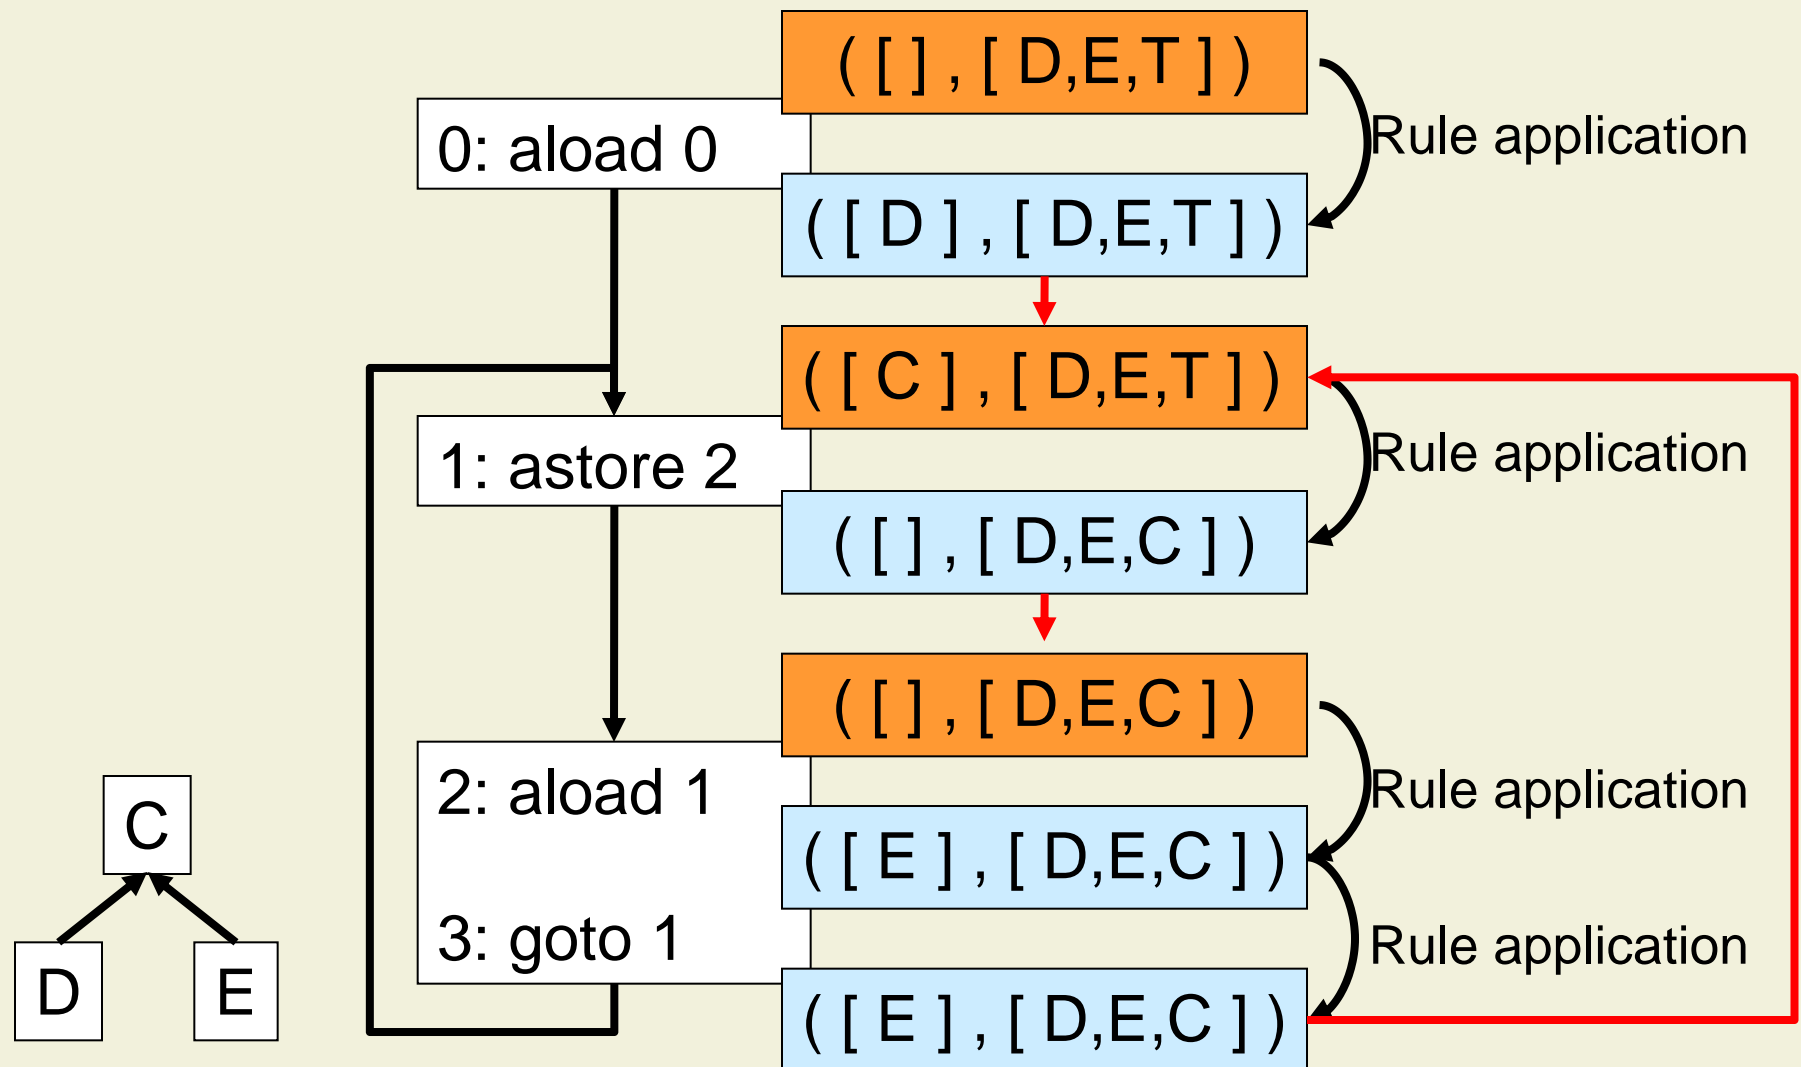 ( [ ] , [ D,E,T ] )
0: aload 0
Rule application
( [ D ] , [ D,E,T ] )
( [ C ] , [ D,E,T ] )
1: astore 2
Rule application
( [ ] , [ D,E,C ] )
( [ ] , [ D,E,C ] )
2: aload 1
Rule application
C
( [ E ] , [ D,E,C ] )
3: goto 1
Rule application
D
E
( [ E ] , [ D,E,C ] )